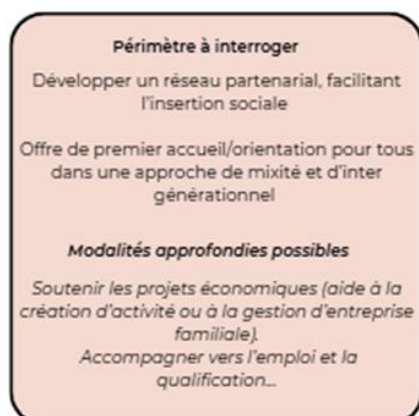 Périmètre à interroger
Développer un réseau partenarial, facilitant
l'insertion sociale
Offre de premier accueil/orientation pour tous
dans une approche de mixité et d'inter
générationnel
Modalités approfondies possibles
Soutenir les projets économiques (aide à la
création d'activité ou à la gestion d'entreprise
familiale).
Accompagner vers l'emploi et la
qualification...